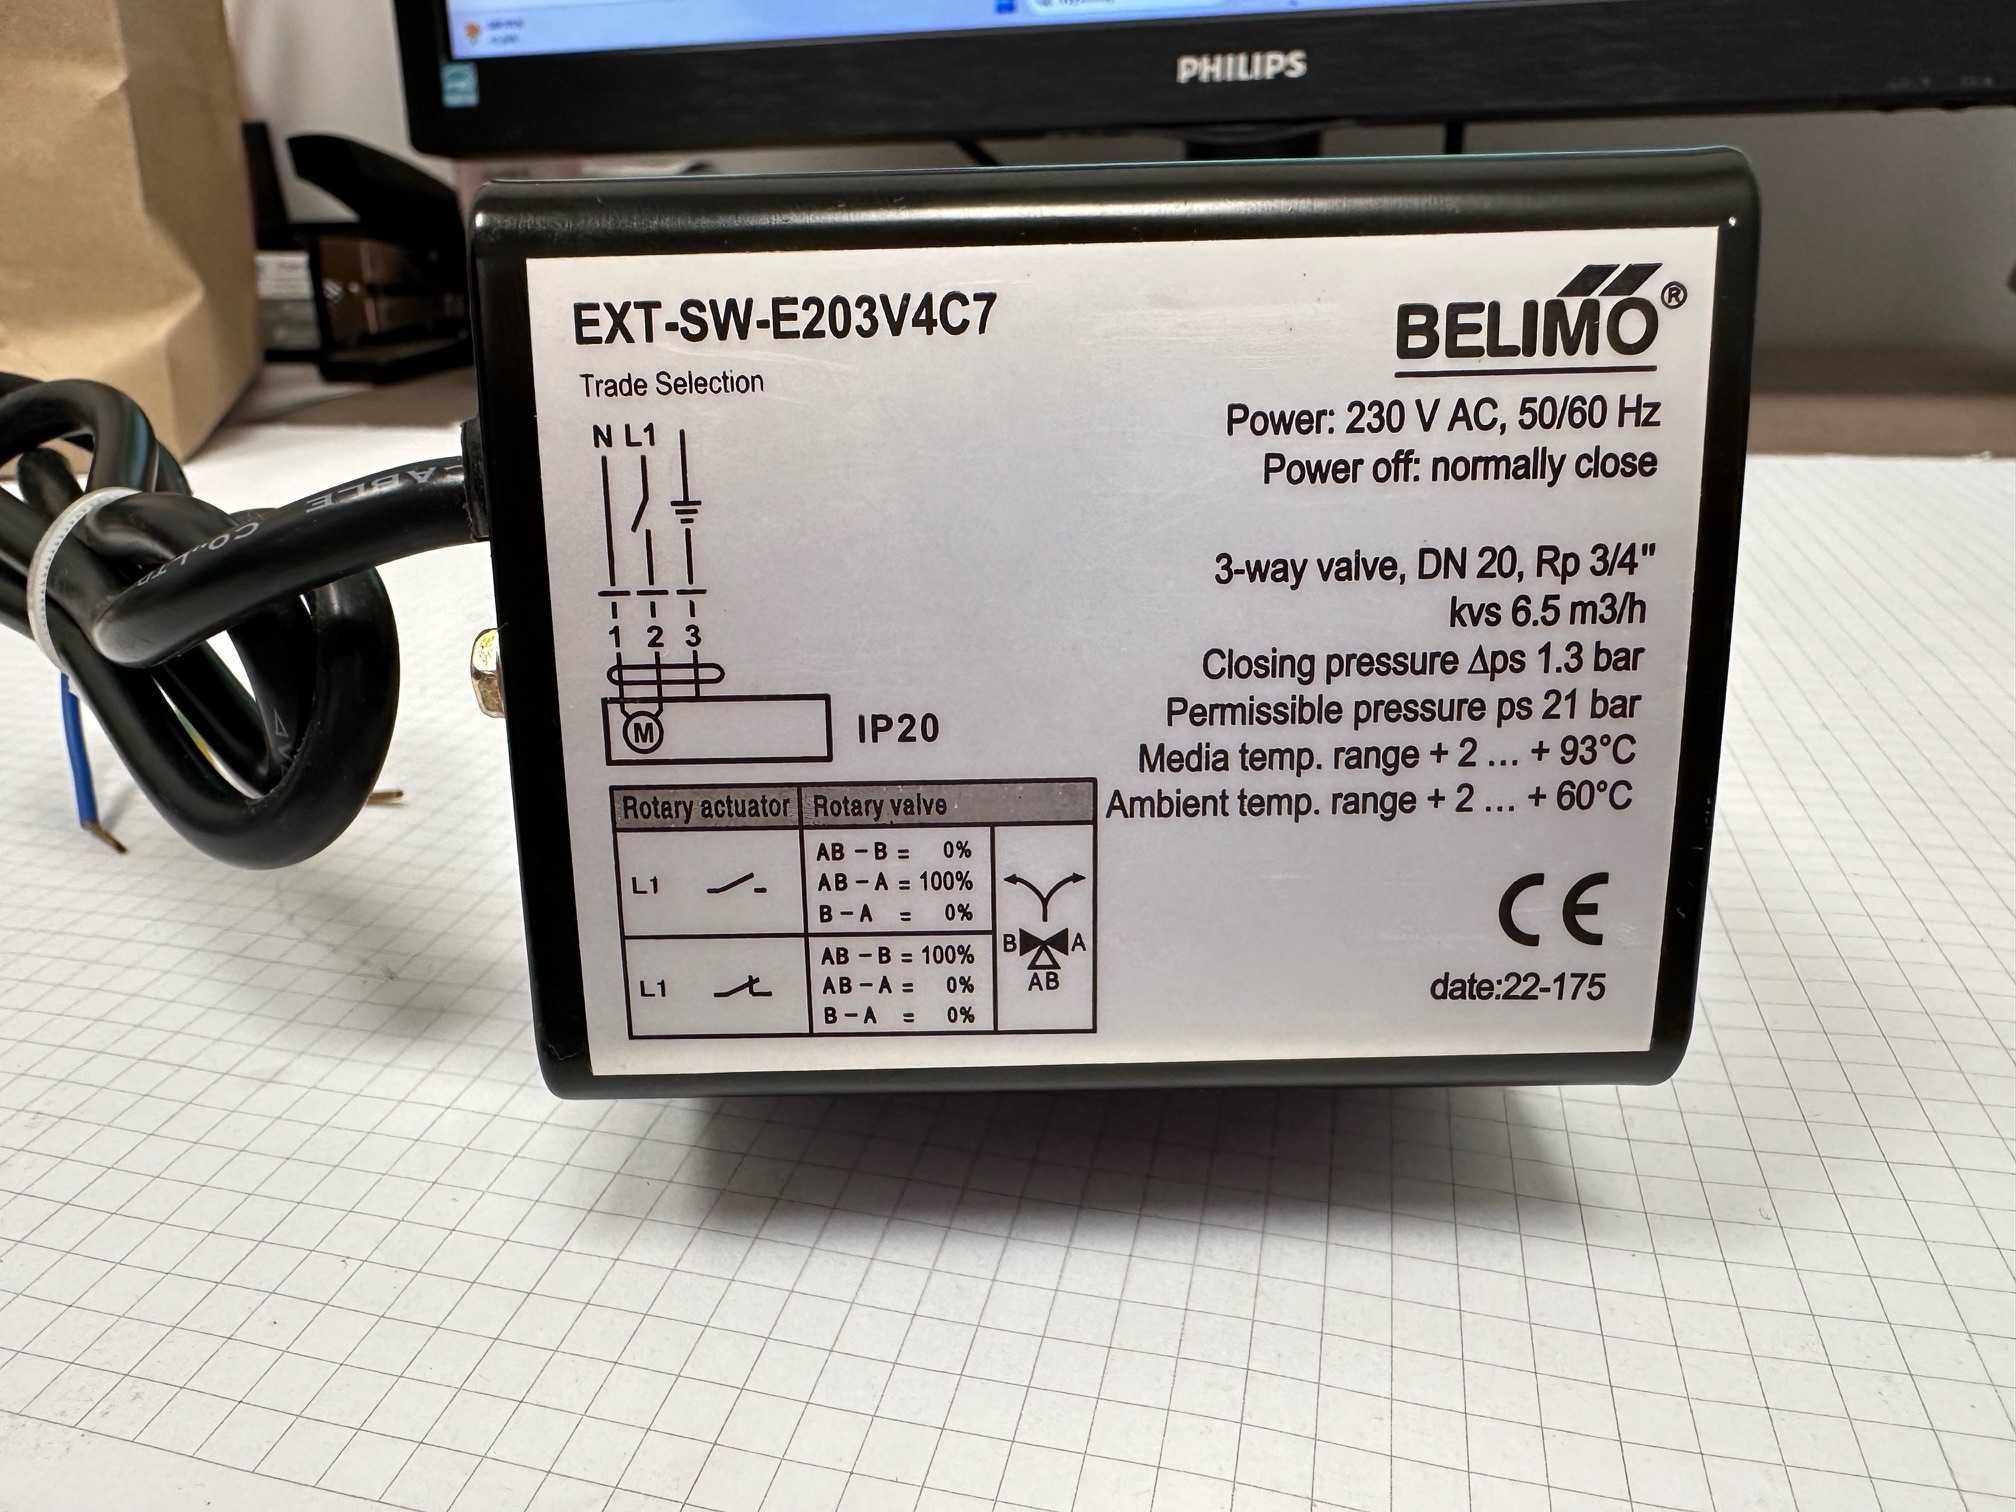 PHILIPS
EXT-SW-E203V4C7
BELIMO®
Trade Selection
N L1
1 2 3
M
IP20
Power: 230 V AC, 50/60 Hz
Power off: normally close
3-way valve, DN 20, Rp 3/4"
kvs 6.5 m3/h
Closing pressure Δps 1.3 bar
Permissible pressure ps 21 bar
Media temp. range + 2 ... + 93°C
Ambient temp. range + 2 ... + 60°C
Rotary actuator Rotary valve
L1
AB – B = 0%
AB – A = 100%
B – A = 0%
L1
AB – B = 100%
AB – A = 0%
B – A = 0%
B A
AB
CE
date:22-175
CABLE CO.,LTD